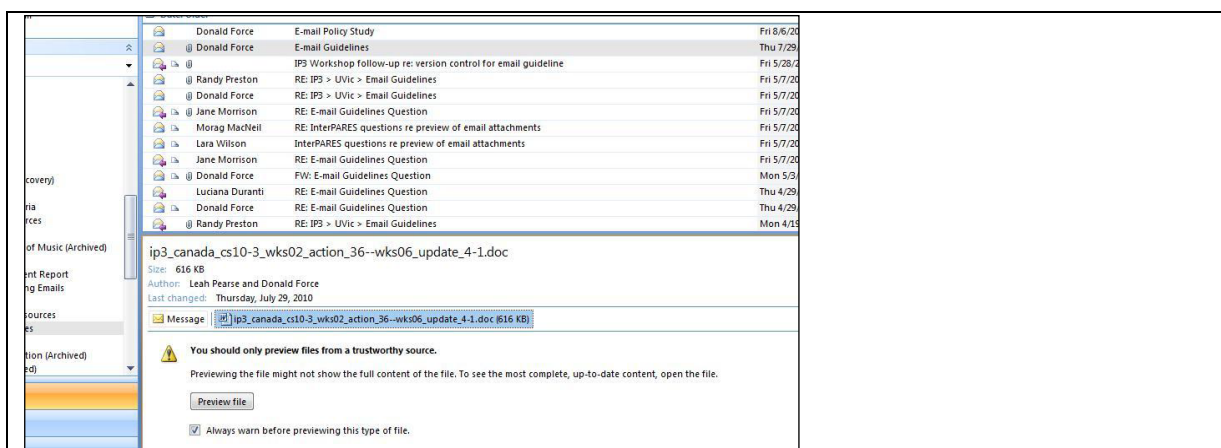 Donald Force E-mail Policy Study Fri 8/6/20
Donald Force E-mail Guidelines Thu 7/29/
IP3 Workshop follow-up re: version control for email guideline Fri 5/28/2
Randy Preston RE: IP3 > UVic > Email Guidelines Fri 5/7/20
Donald Force RE: IP3 > UVic > Email Guidelines Fri 5/7/20
Jane Morrison RE: E-mail Guidelines Question Fri 5/7/20
Morag MacNeil RE: InterPARES questions re preview of email attachments Fri 5/7/20
Lara Wilson InterPARES questions re preview of email attachments Fri 5/7/20
Jane Morrison RE: E-mail Guidelines Question Fri 5/7/20
Donald Force FW: E-mail Guidelines Question Mon 5/3/
Luciana Duranti RE: E-mail Guidelines Question Thu 4/29/
Donald Force RE: E-mail Guidelines Question Thu 4/29/
Randy Preston RE: IP3 > UVic > Email Guidelines Mon 4/19
covery)
ria
rces
of Music (Archived)
ent Report
ng Emails
sources
es
tion (Archived)
ed)
ip3_canada_cs10-3_wks02_action_36--wks06_update_4-1.doc
Size: 616 KB
Author: Leah Pearse and Donald Force
Last changed: Thursday, July 29, 2010
Message ip3_canada_cs10-3_wks02_action_36--wks06_update_4-1.doc (616 KB)
You should only preview files from a trustworthy source.
Previewing the file might not show the full content of the file. To see the most complete, up-to-date content, open the file.
Preview file
Always warn before previewing this type of file.